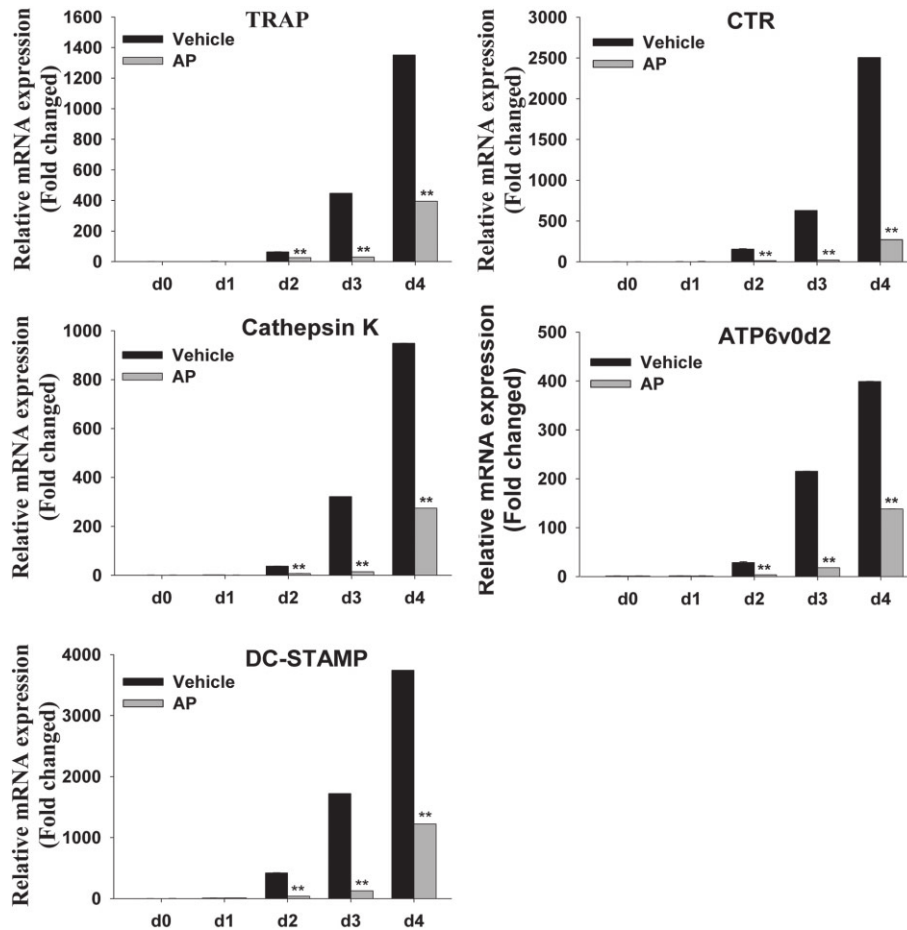 TRAP
Relative mRNA expression
(Fold changed)
1600
1400
1200
1000
800
600
400
200
0
Vehicle
AP
**
**
**
d0 d1 d2 d3 d4
CTR
Relative mRNA expression
(Fold changed)
3000
2500
2000
1500
1000
500
0
Vehicle
AP
**
**
**
d0 d1 d2 d3 d4
Cathepsin K
Relative mRNA expression
(Fold changed)
1000
800
600
400
200
0
Vehicle
AP
**
**
**
d0 d1 d2 d3 d4
ATP6v0d2
Relative mRNA expression
(Fold changed)
500
400
300
200
100
0
Vehicle
AP
**
**
**
d0 d1 d2 d3 d4
DC-STAMP
Relative mRNA expression
(Fold changed)
4000
3000
2000
1000
0
Vehicle
AP
**
**
**
d0 d1 d2 d3 d4